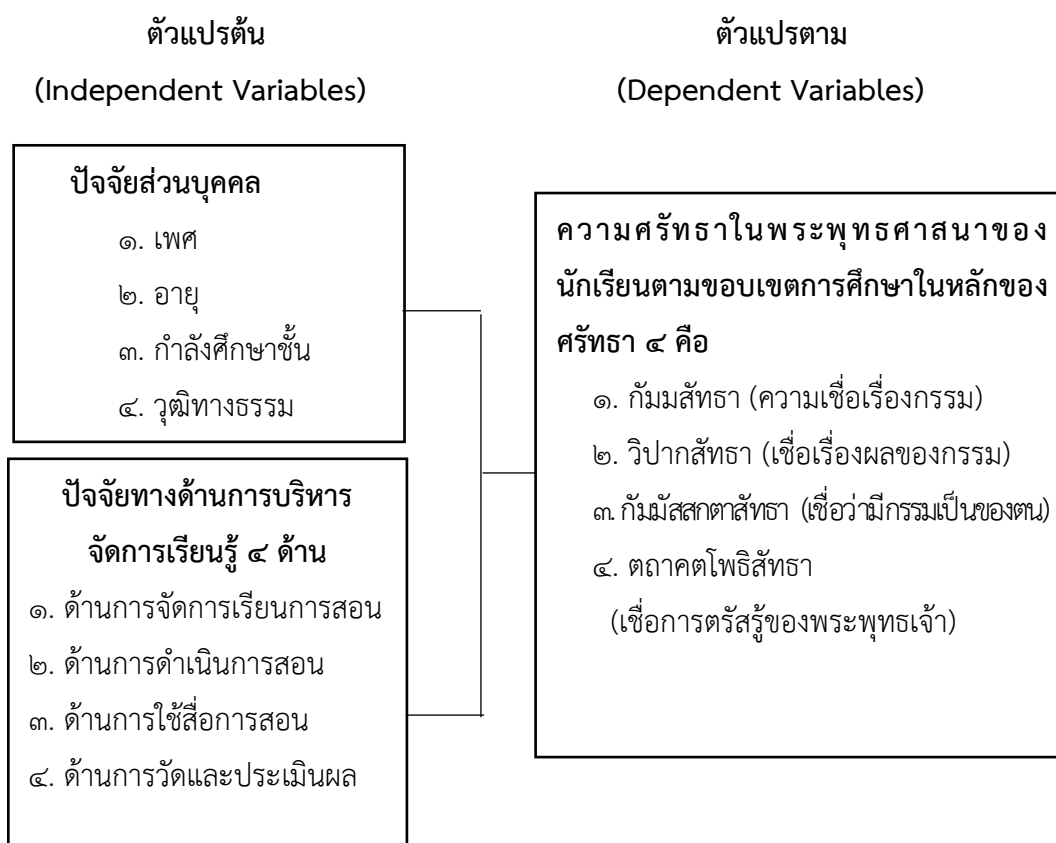 ตัวแปรต้น
(Independent Variables)
ปัจจัยส่วนบุคคล
๑. เพศ
๒. อายุ
๓. กำลังศึกษาชั้น
๔. วุฒิทางธรรม
ปัจจัยทางด้านการบริหาร
จัดการเรียนรู้ ๔ ด้าน
๑. ด้านการจัดการเรียนการสอน
๒. ด้านการดำเนินการสอน
๓. ด้านการใช้สื่อการสอน
๔. ด้านการวัดและประเมินผล
ตัวแปรตาม
(Dependent Variables)
ความศรัทธาในพระพุทธศาสนาของ
นักเรียนตามขอบเขตการศึกษาในหลักของ
ศรัทธา ๔ คือ
๑. กัมมสัทธา (ความเชื่อเรื่องกรรม)
๒. วิปากสัทธา (เชื่อเรื่องผลของกรรม)
๓. กัมมัสสกตาสัทธา (เชื่อว่ามีกรรมเป็นของตน)
๔. ตถาคตโพธิสัทธา
(เชื่อการตรัสรู้ของพระพุทธเจ้า)